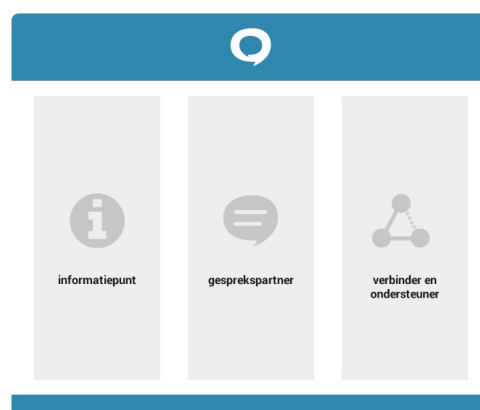 informatiepunt
gesprekspartner
verbinder en
ondersteuner